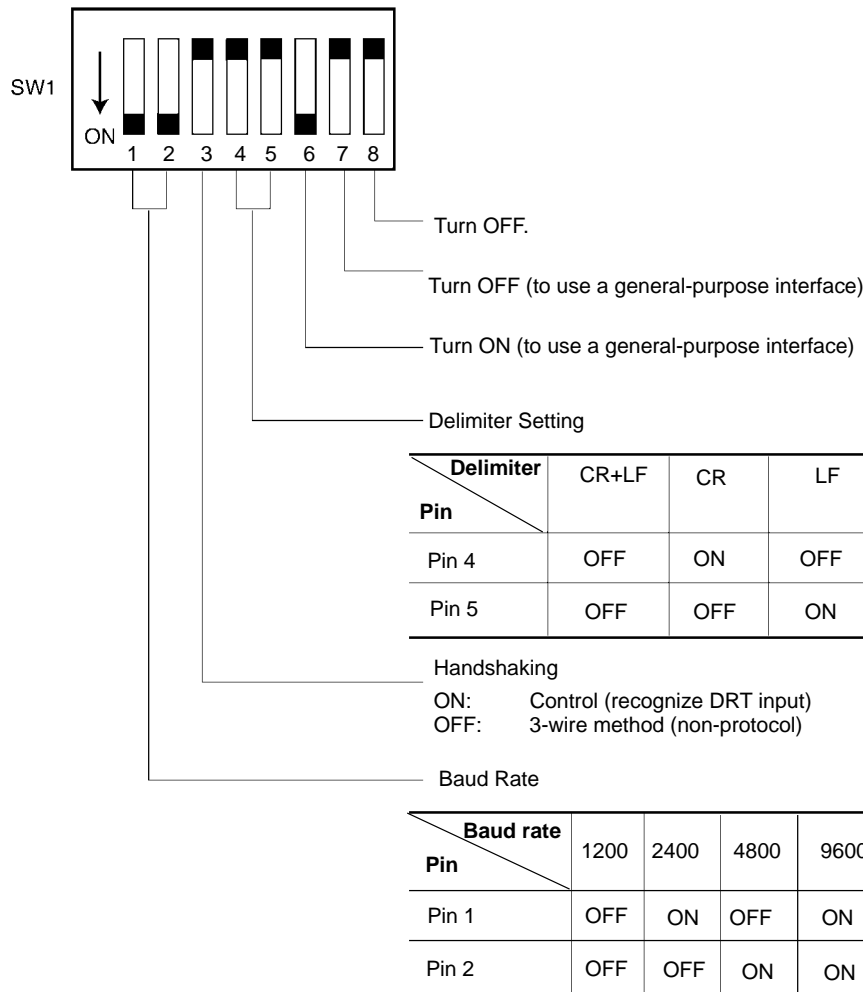 SW1
ON
1 2 3 4 5 6 7 8
Turn OFF.
Turn OFF (to use a general-purpose interface)
Turn ON (to use a general-purpose interface)
Delimiter Setting
Delimiter CR+LF CR LF
Pin
Pin 4 OFF ON OFF
Pin 5 OFF OFF ON
Handshaking
ON: Control (recognize DRT input)
OFF: 3-wire method (non-protocol)
Baud Rate
Baud rate 1200 2400 4800 9600
Pin
Pin 1 OFF ON OFF ON
Pin 2 OFF OFF ON ON